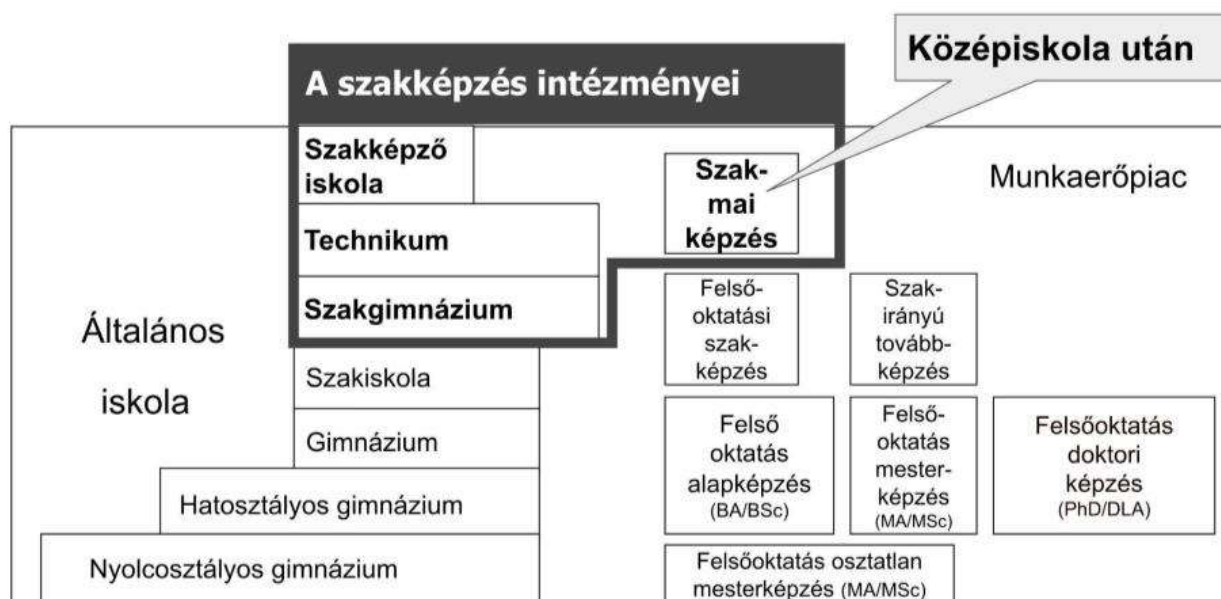 Középiskola után
A szakképzés intézményei
Szakképző
iskola
Szak-
mai
képzés
Munkaerőpiac
Technikum
Szakgimnázium
Általános
iskola
Felső-
oktatási
szak-
képzés
Szak-
irányú
tovább-
képzés
Szakiskola
Gimnázium
Hatosztályos gimnázium
Nyolcosztályos gimnázium
Felső
oktatás
alapképzés
(BA/BSc)
Felső-
oktatás
mester-
képzés
(MA/MSc)
Felsőoktatás
doktori
képzés
(PhD/DLA)
Felsőoktatás osztatlan
mesterképzés (MA/MSc)